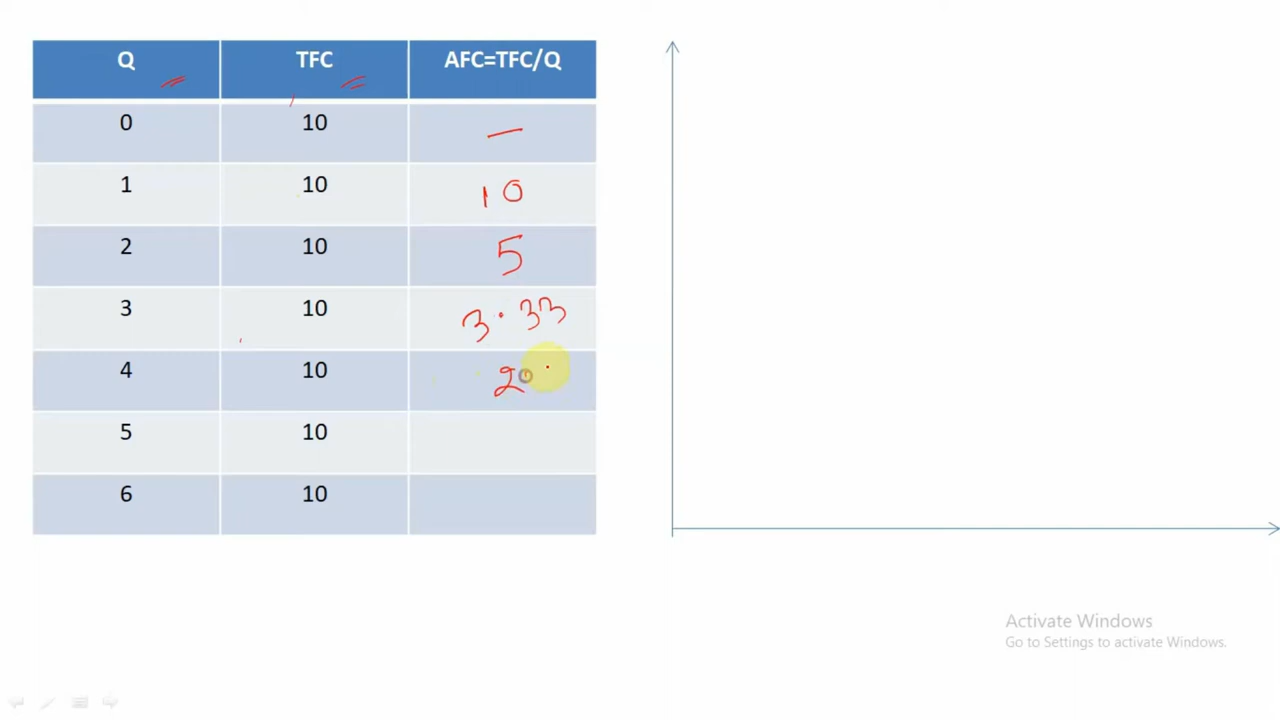 Q TFC AFC=TFC/Q
0 10 —
1 10 10
2 10 5
3 10 3.33
4 10 2
5 10
6 10
Activate Windows
Go to Settings to activate Windows.